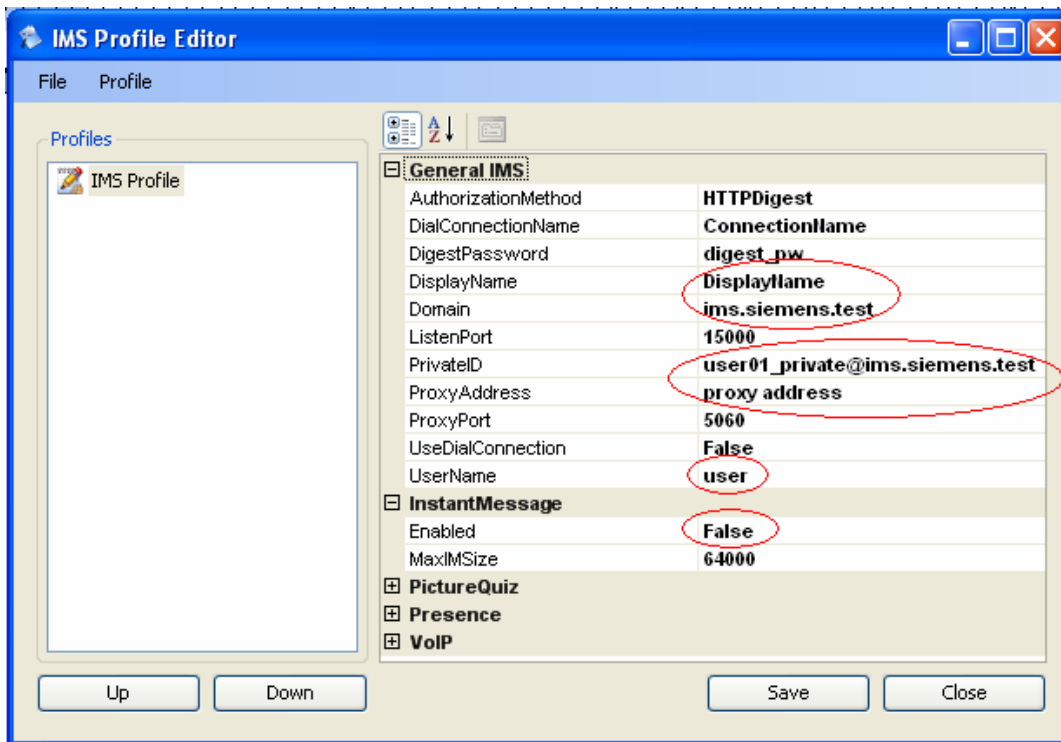 IMS Profile Editor
File Profile
Profiles
IMS Profile
General IMS
AuthorizationMethod HTTPDigest
DialConnectionName ConnectionName
DigestPassword digest_pw
DisplayName DisplayName
Domain ims.siemens.test
ListenPort 15000
PrivateID user01_private@ims.siemens.test
ProxyAddress proxy address
ProxyPort 5060
UseDialConnection False
UserName user
InstantMessage
Enabled False
MaxIMSize 64000
PictureQuiz
Presence
VoIP
Up Down Save Close